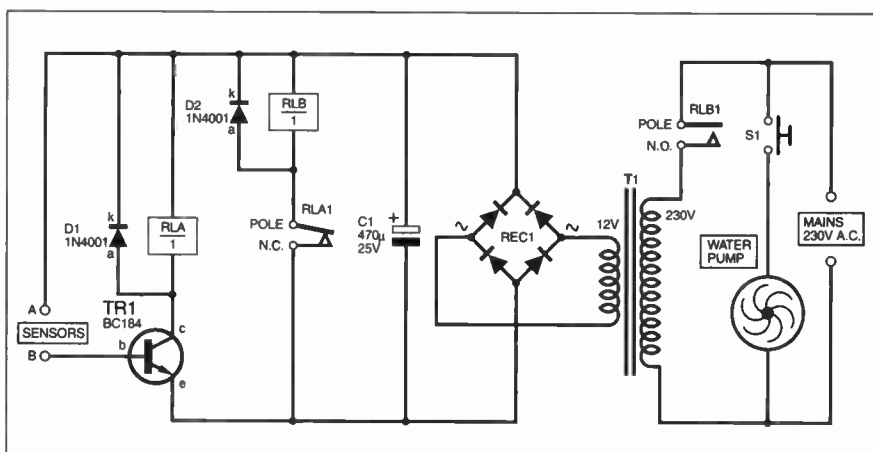 D2
1N4001
k
a
RLB
1
RLB1
POLE
N.O.
S1
D1
1N4001
k
a
RLA
1
POLE
RLA1
N.C.
C1
470µ
25V
+
~
~
REC1
12V
T1
230V
WATER
PUMP
MAINS
230V A.C.
A
SENSORS
B
TR1
BC184
b
c
e